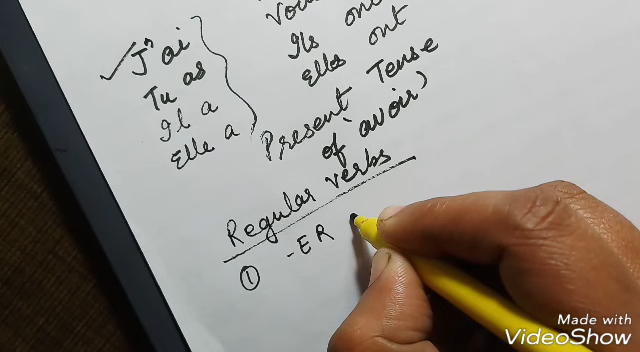 J'ai
Tu as
Il a
Elle a
Ils ont
Elles ont
Present Tense
of 'avoir)
Regular verbs
① -ER
Made with
VideoShow